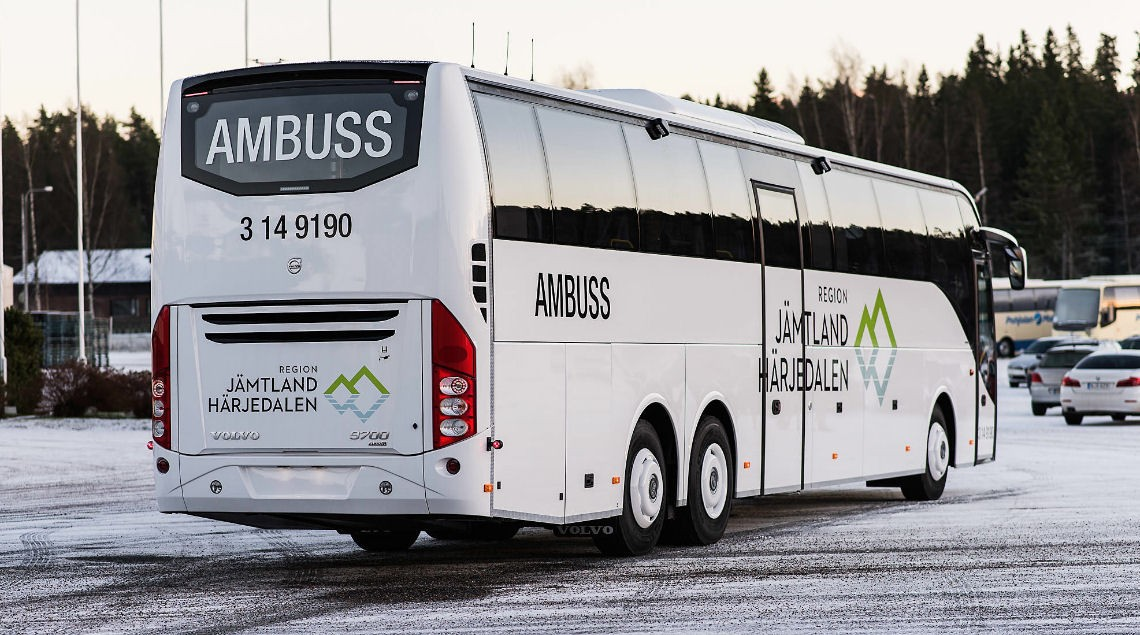 AMBUSS
3 14 9190
REGION
JÄMTLAND
HÄRJEDALEN
VOLVO
9700
VOLVO
AMBUSS
REGION
JÄMTLAND
HÄRJEDALEN